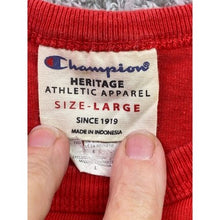 Champion
HERITAGE
ATHLETIC APPAREL
SIZE-LARGE
SINCE 1919
MADE IN INDONESIA
L